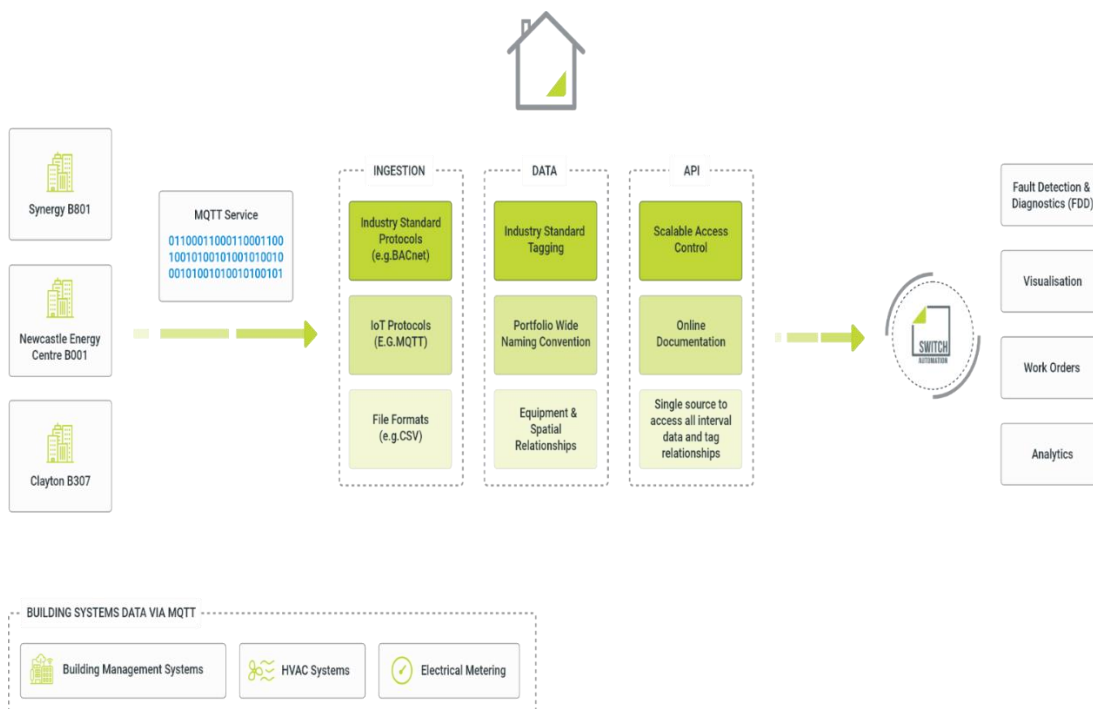 Synergy B801
Newcastle Energy
Centre B001
Clayton B307
MQTT Service
01100011000110001100
10010100101001010010
00101001010010100101
INGESTION
Industry Standard
Protocols
(e.g.BACnet)
IoT Protocols
(E.G.MQTT)
File Formats
(e.g.CSV)
DATA
Industry Standard
Tagging
Portfolio Wide
Naming Convention
Equipment &
Spatial
Relationships
API
Scalable Access
Control
Online
Documentation
Single source to
access all interval
data and tag
relationships
SWITCH
AUTOMATION
Fault Detection &
Diagnostics (FDD)
Visualisation
Work Orders
Analytics
BUILDING SYSTEMS DATA VIA MQTT
Building Management Systems
HVAC Systems
Electrical Metering